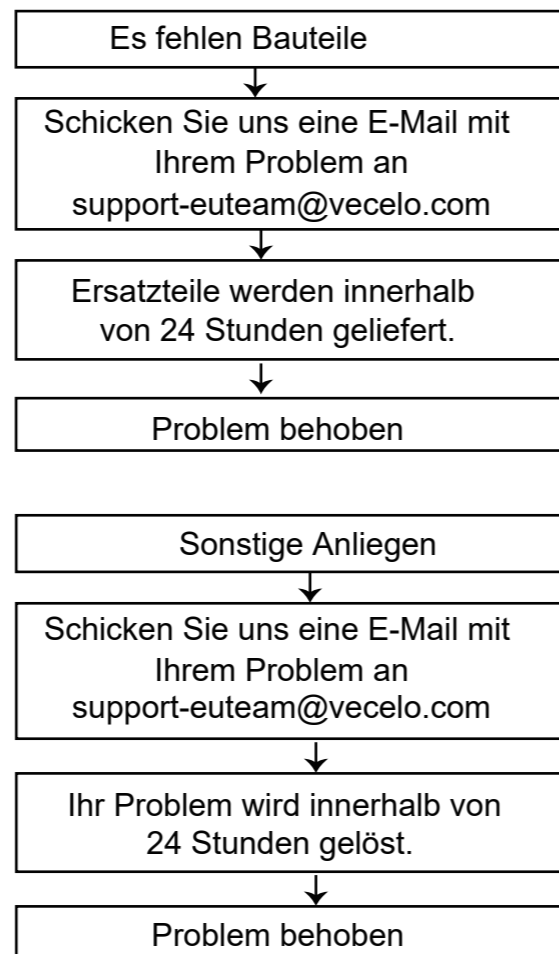 Es fehlen Bauteile
Schicken Sie uns eine E-Mail mit
Ihrem Problem an
support-euteam@vecelo.com
Ersatzteile werden innerhalb
von 24 Stunden geliefert.
Problem behoben
Sonstige Anliegen
Schicken Sie uns eine E-Mail mit
Ihrem Problem an
support-euteam@vecelo.com
Ihr Problem wird innerhalb von
24 Stunden gelöst.
Problem behoben